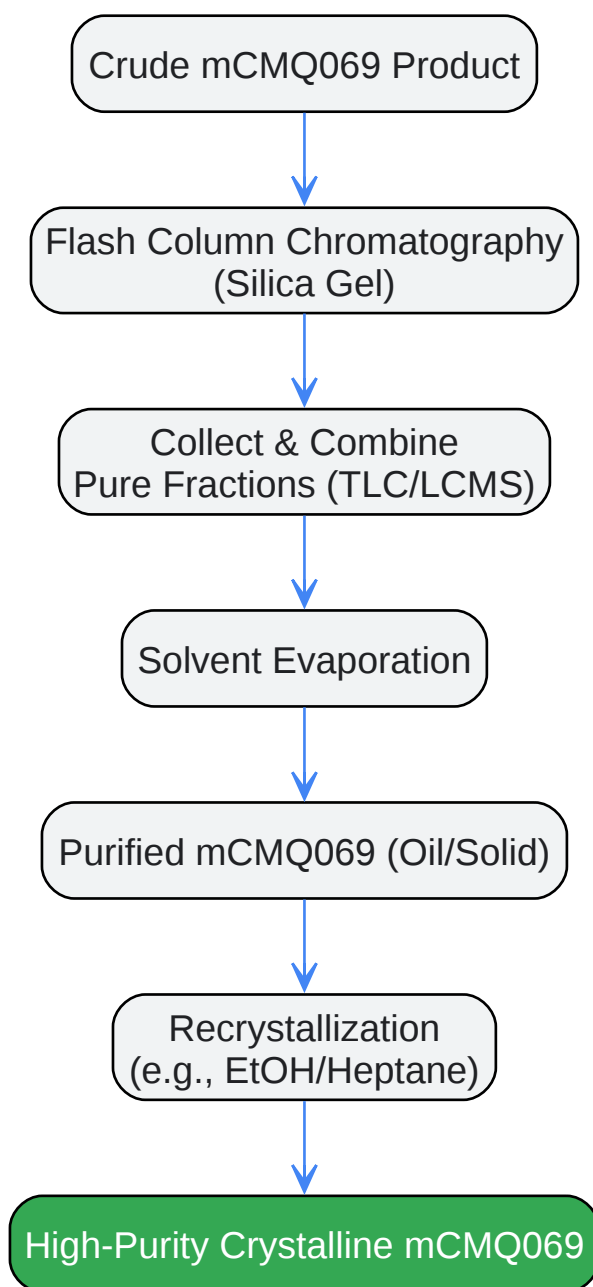 Crude mCMQ069 Product
Flash Column Chromatography
(Silica Gel)
Collect & Combine
Pure Fractions (TLC/LCMS)
Solvent Evaporation
Purified mCMQ069 (Oil/Solid)
Recrystallization
(e.g., EtOH/Heptane)
High-Purity Crystalline mCMQ069